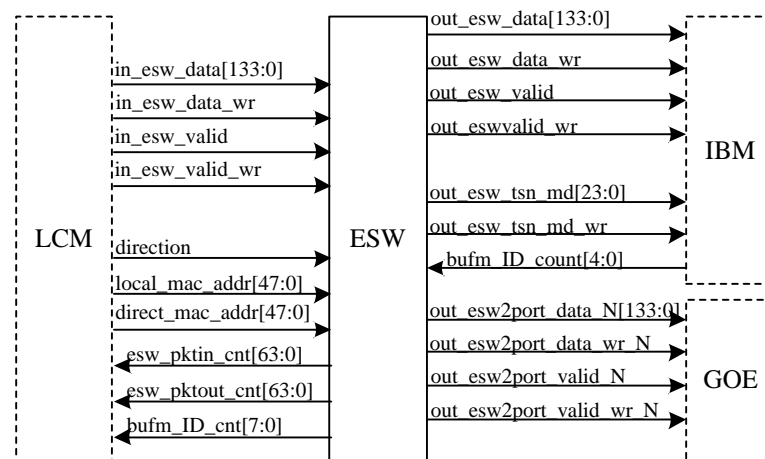 LCM
in_esw_data[133:0]
in_esw_data_wr
in_esw_valid
in_esw_valid_wr
direction
local_mac_addr[47:0]
direct_mac_addr[47:0]
esw_pktin_cnt[63:0]
esw_pktout_cnt[63:0]
bufm_ID_cnt[7:0]
ESW
out_esw_data[133:0]
out_esw_data_wr
out_esw_valid
out_eswvalid_wr
out_esw_tsn_md[23:0]
out_esw_tsn_md_wr
bufm_ID_count[4:0]
IBM
out_esw2port_data_N[133:0]
out_esw2port_data_wr_N
out_esw2port_valid_N
out_esw2port_valid_wr_N
GOE